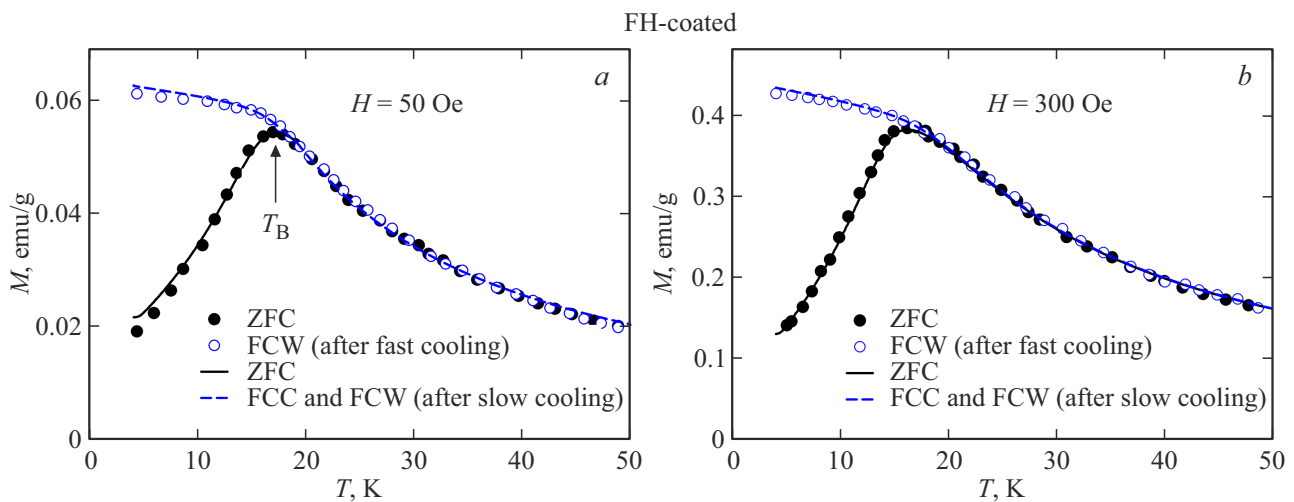 FH-coated
a
H = 50 Oe
T_B
ZFC
FCW (after fast cooling)
ZFC
FCC and FCW (after slow cooling)
M, emu/g
0.06
0.04
0.02
0
0 10 20 30 40 50
T, K
b
H = 300 Oe
ZFC
FCW (after fast cooling)
ZFC
FCC and FCW (after slow cooling)
M, emu/g
0.4
0.3
0.2
0.1
0
0 10 20 30 40 50
T, K